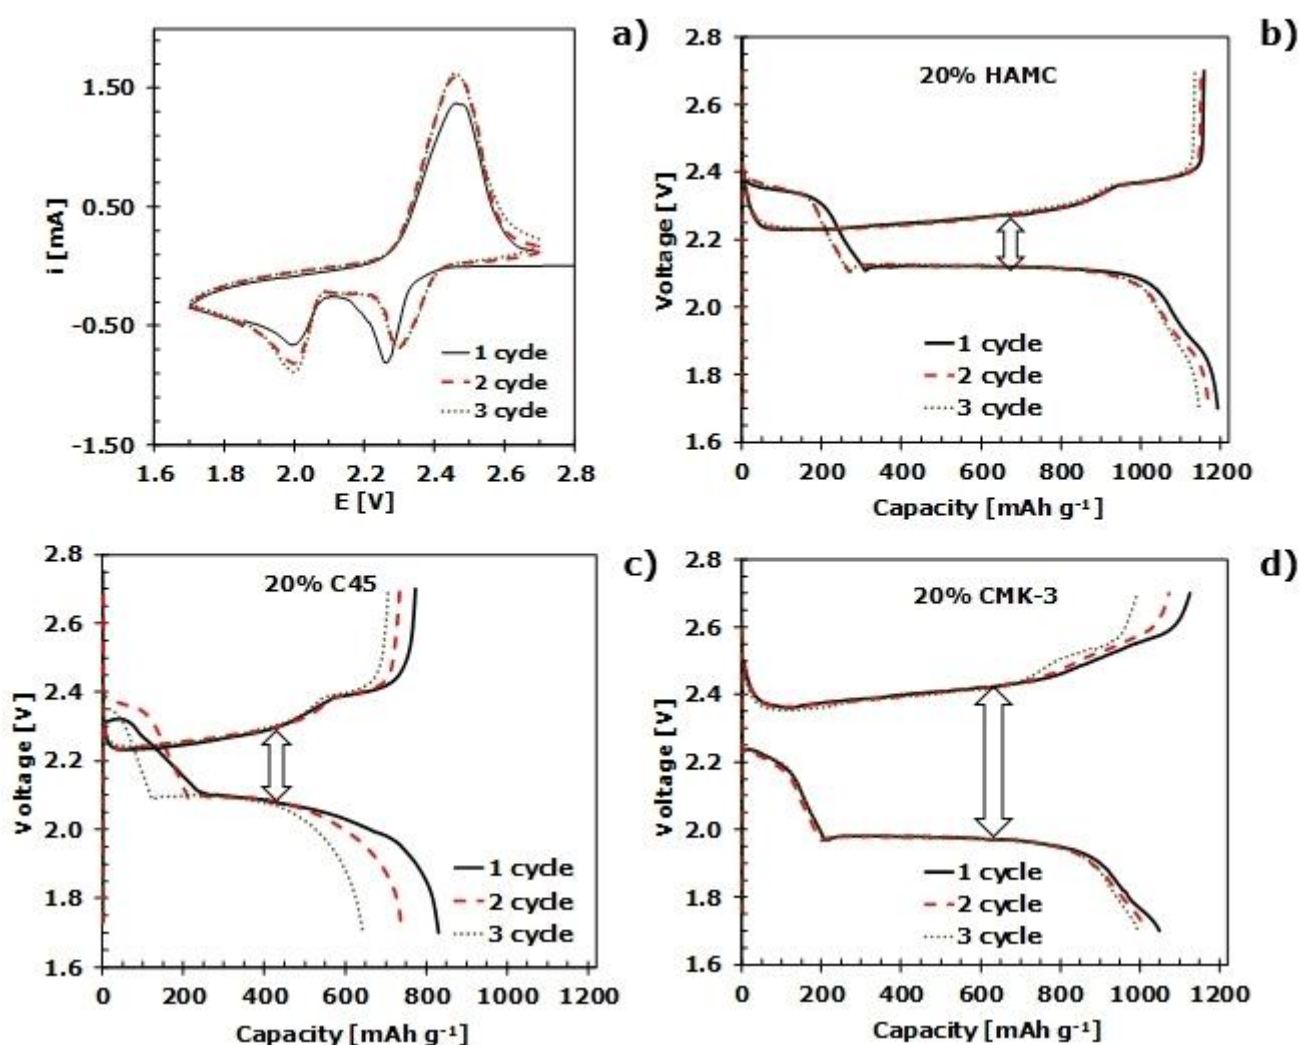 a)
i [mA]
1.50
0.50
-0.50
-1.50
1 cycle
2 cycle
3 cycle
1.6 1.8 2.0 2.2 2.4 2.6 2.8
E [V]
b)
20% HAMC
Voltage [V]
2.8
2.6
2.4
2.2
2.0
1.8
1.6
1 cycle
2 cycle
3 cycle
0 200 400 600 800 1000 1200
Capacity [mAh g⁻¹]
c)
20% C45
Voltage [V]
2.8
2.6
2.4
2.2
2.0
1.8
1.6
1 cycle
2 cycle
3 cycle
0 200 400 600 800 1000 1200
Capacity [mAh g⁻¹]
d)
20% CMK-3
Voltage [V]
2.8
2.6
2.4
2.2
2.0
1.8
1.6
1 cycle
2 cycle
3 cycle
0 200 400 600 800 1000 1200
Capacity [mAh g⁻¹]